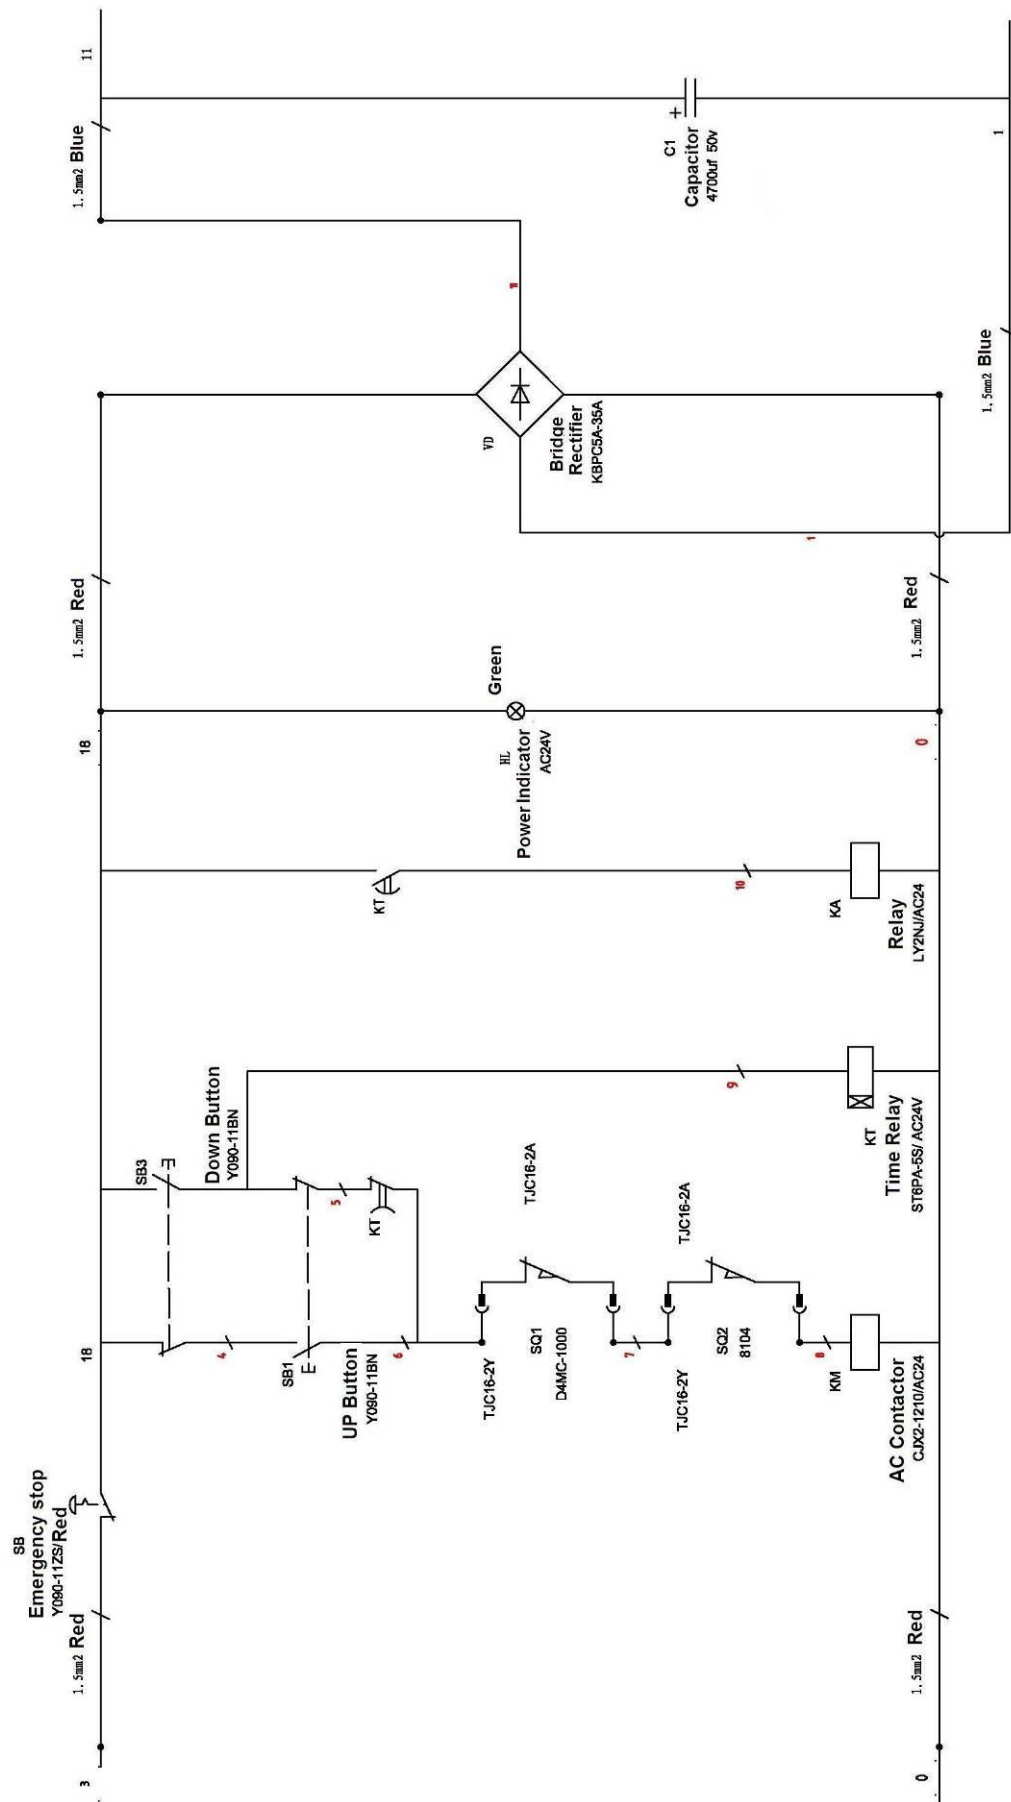 3
1.5mm2 Red
SB
Emergency stop
Y090-11ZS/Red
18
4
SB1
UP Button
Y090-11BN
6
TJC16-2Y
SQ1
D4MC-1000
7
TJC16-2Y
SQ2
8104
8
KM
AC Contactor
CJX2-1210/AC24
1.5mm2 Red
0
SB3
Down Button
Y090-11BN
5
KT
TJC16-2A
TJC16-2A
9
KT
Time Relay
ST6PA-5S/ AC24V
KT
10
KA
Relay
LY2NJ/AC24
18
HL
Power Indicator
AC24V
Green
0
1.5mm2 Red
1.5mm2 Red
1
VD
Bridge
Rectifier
KBPC5A-35A
11
1.5mm2 Blue
1.5mm2 Blue
11
C1
Capacitor
4700uf 50v
+
1